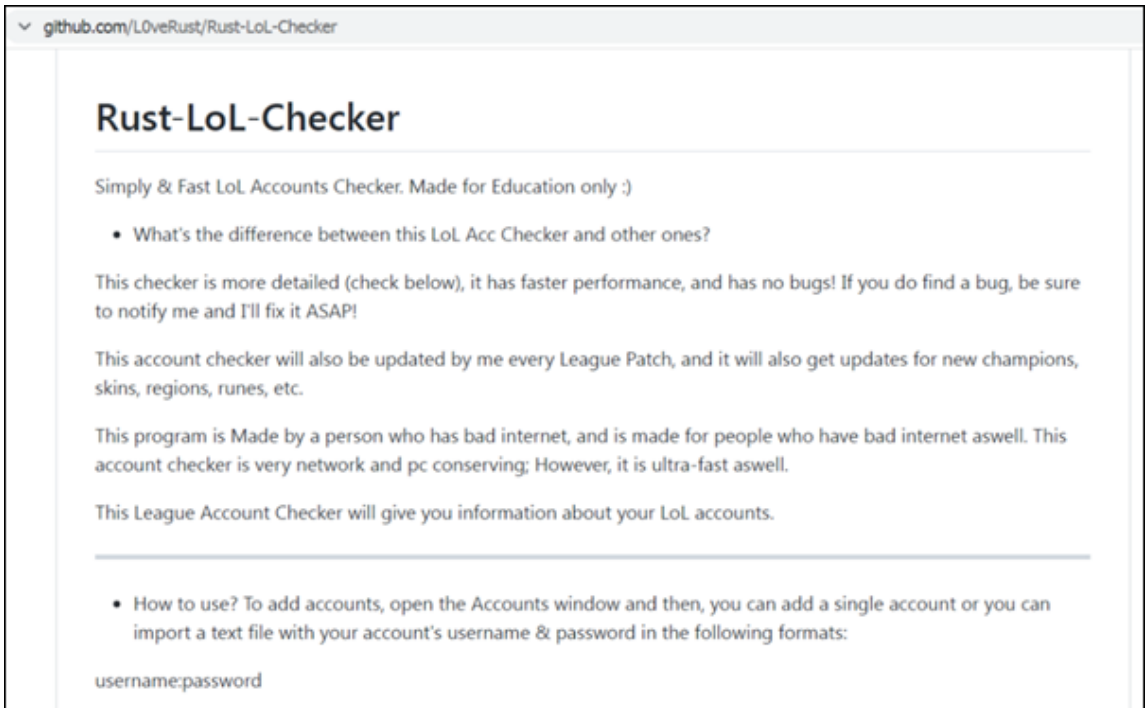 github.com/L0veRust/Rust-LoL-Checker
Rust-LoL-Checker
Simply & Fast LoL Accounts Checker. Made for Education only :)
• What's the difference between this LoL Acc Checker and other ones?
This checker is more detailed (check below), it has faster performance, and has no bugs! If you do find a bug, be sure
to notify me and I'll fix it ASAP!
This account checker will also be updated by me every League Patch, and it will also get updates for new champions,
skins, regions, runes, etc.
This program is Made by a person who has bad internet, and is made for people who have bad internet aswell. This
account checker is very network and pc conserving; However, it is ultra-fast aswell.
This League Account Checker will give you information about your LoL accounts.
• How to use? To add accounts, open the Accounts window and then, you can add a single account or you can
import a text file with your account's username & password in the following formats:
username:password